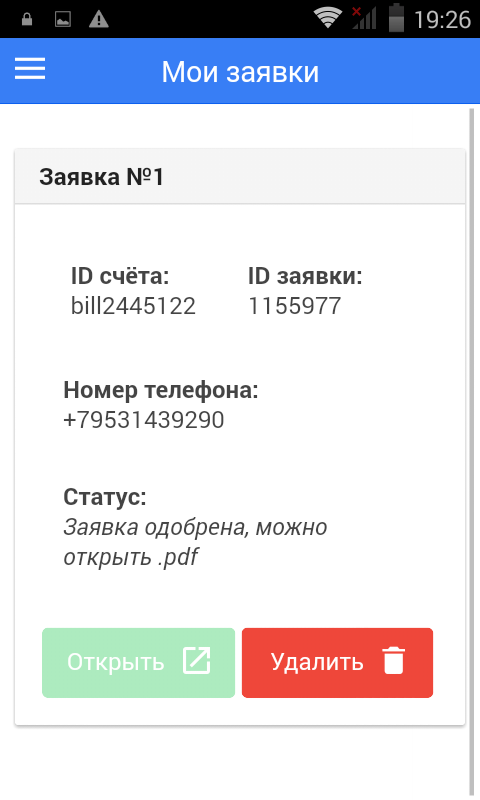 19:26
Мои заявки
Заявка №1
ID счёта: ID заявки:
bill2445122 1155977
Номер телефона:
+79531439290
Статус:
Заявка одобрена, можно
открыть .pdf
Открыть Удалить